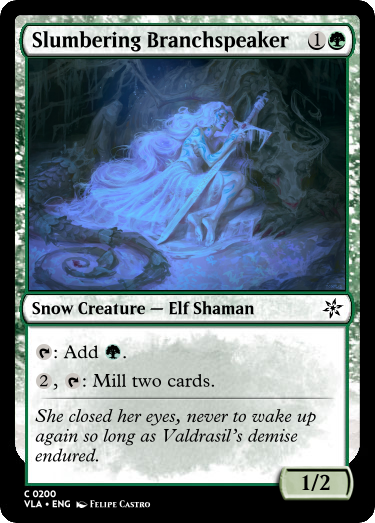 Slumbering Branchspeaker 1
Snow Creature — Elf Shaman
: Add .
2, : Mill two cards.
She closed her eyes, never to wake up
again so long as Valdrasil's demise
endured.
1/2
C 0200
VLA • ENG Felipe Castro